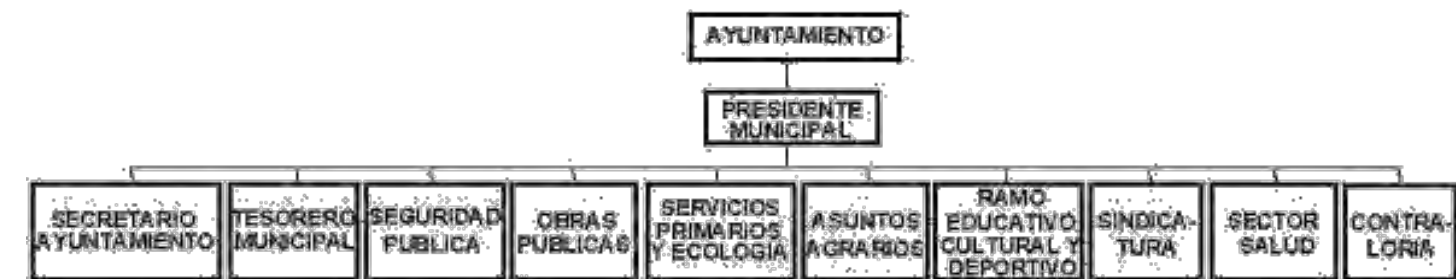 AYUNTAMIENTO
PRESIDENTE
MUNICIPAL
SECRETARIO
AYUNTAMIENTO
TESORERO
MUNICIPAL
SEGURIDAD
PUBLICA
OBRAS
PUBLICAS
SERVICIOS
PRIMARIOS
Y ECOLOGIA
ASUNTOS
AGRARIOS
RAMO
EDUCATIVO
CULTURAL Y
DEPORTIVO
SINDICA-
TURA
SECTOR
SALUD
CONTRA-
LORIA